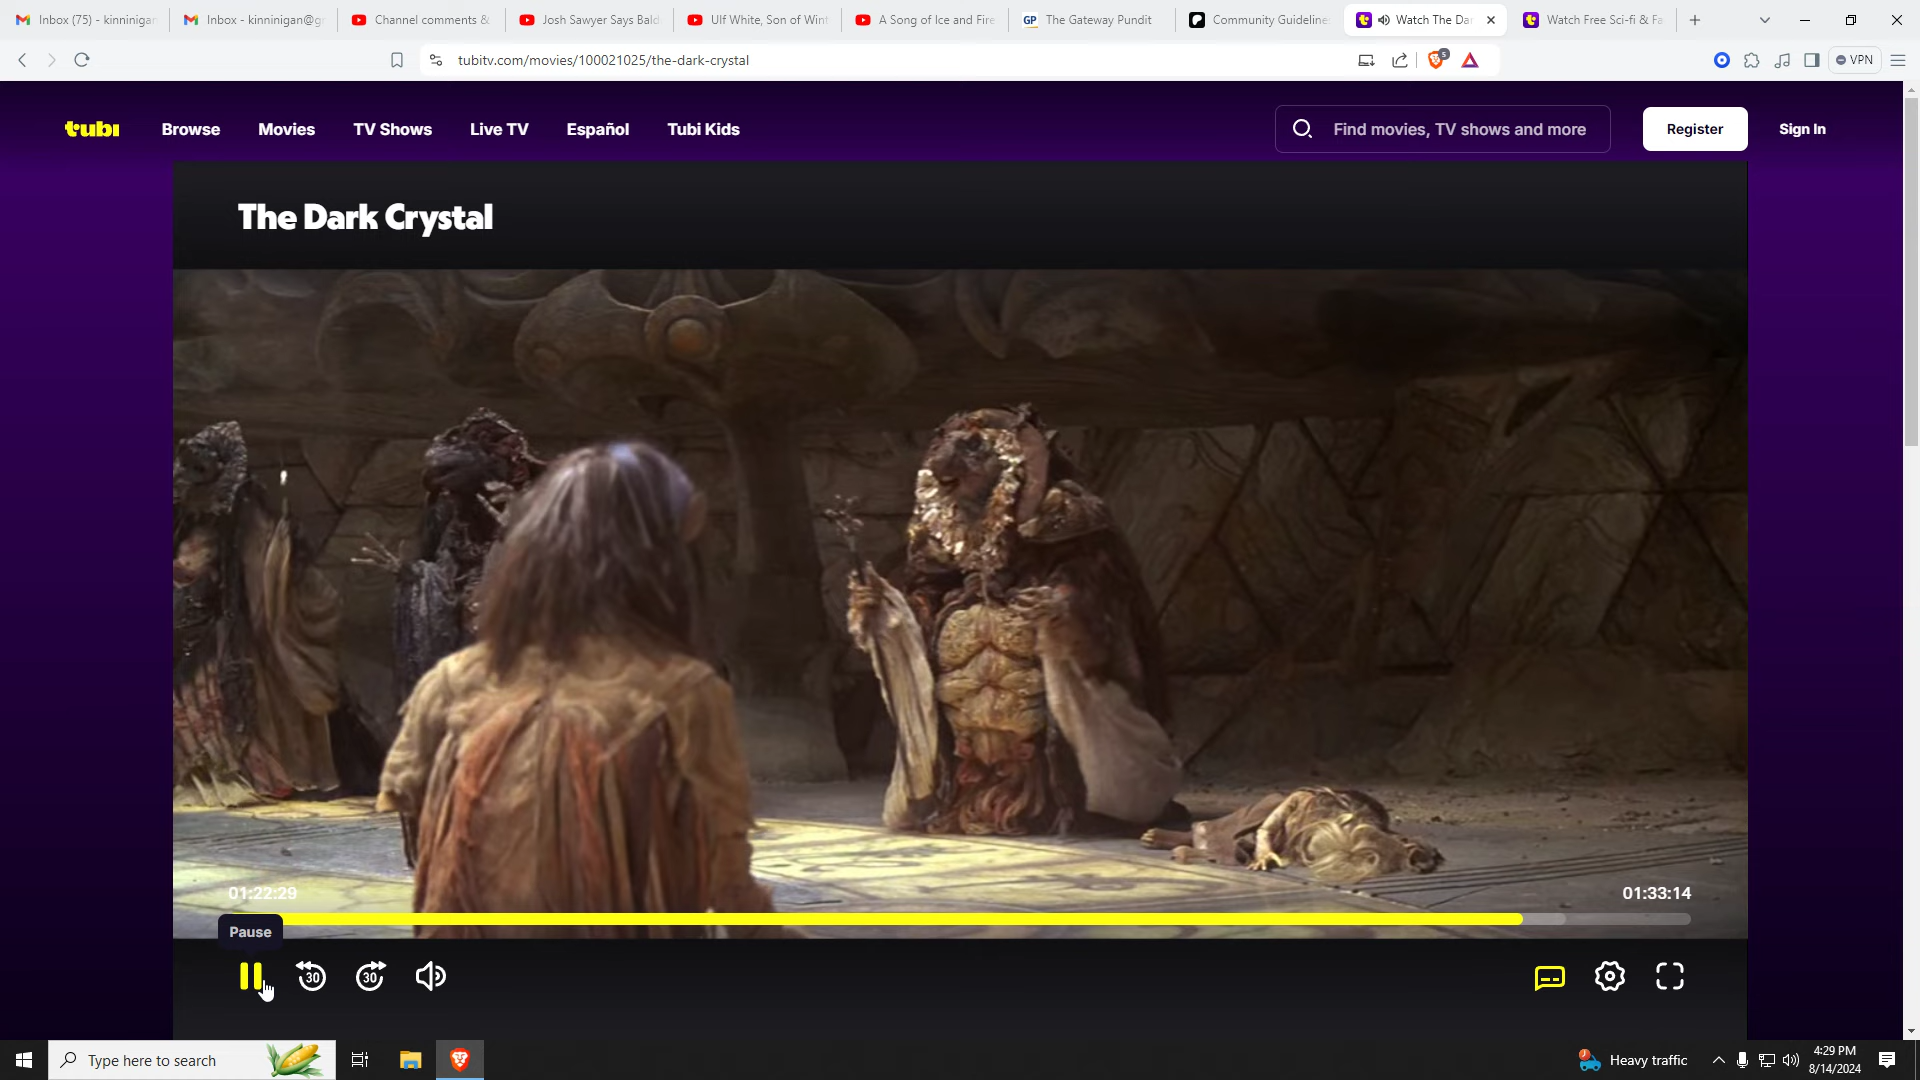 Inbox (75) - kinninigan
Inbox - kinninigan@g
Channel comments &
Josh Sawyer Says Bald
Ulf White, Son of Wint
A Song of Ice and Fire
GP The Gateway Pundit
Community Guideline
Watch The Da
Watch Free Sci-fi & Fa
tubitv.com/movies/100021025/the-dark-crystal
5
VPN
tubi
Browse
Movies
TV Shows
Live TV
Español
Tubi Kids
Find movies, TV shows and more
Register
Sign In
The Dark Crystal
01:22:29
01:33:14
Pause
30
30
Type here to search
Heavy traffic
4:29 PM
8/14/2024